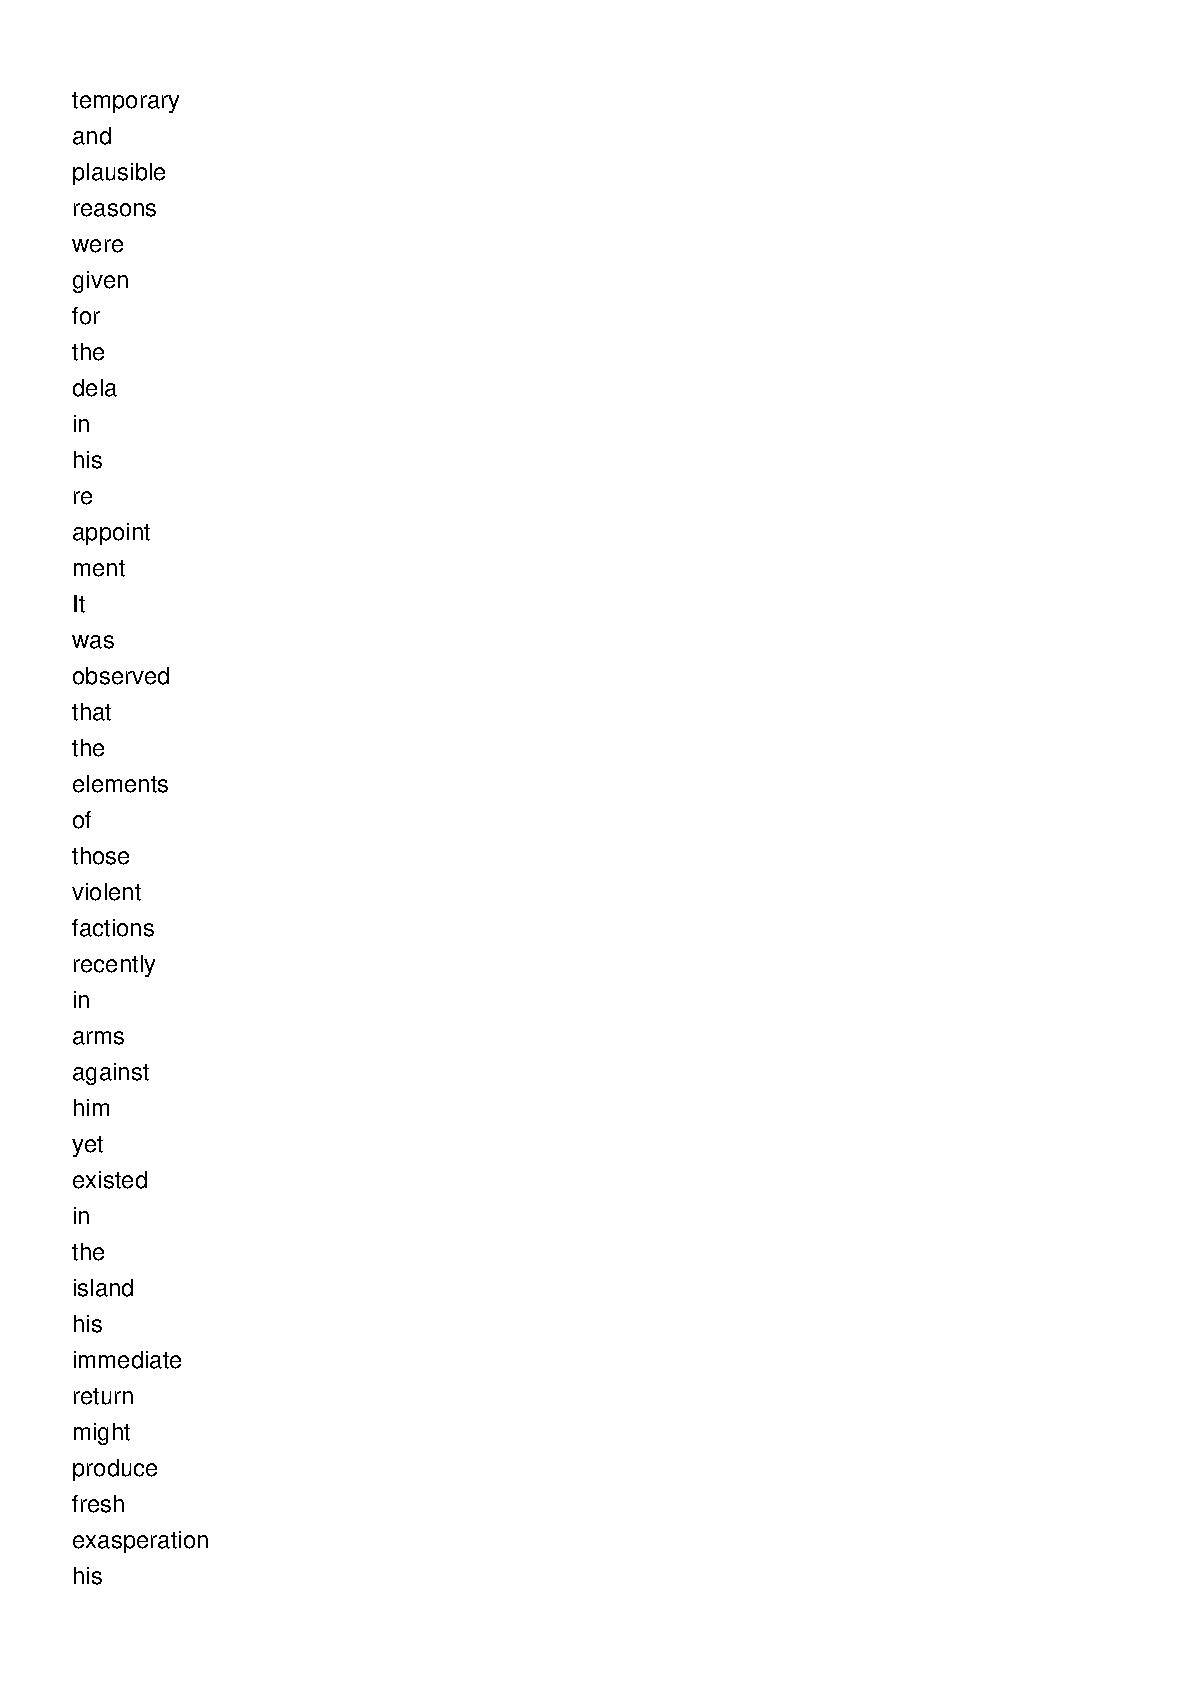 temporary
and
plausible
reasons
were
given
for
the
dela
in
his
re
appoint
ment
It
was
observed
that
the
elements
of
those
violent
factions
recently
in
arms
against
him
yet
existed
in
the
island
his
immediate
return
might
produce
fresh
exasperation
his